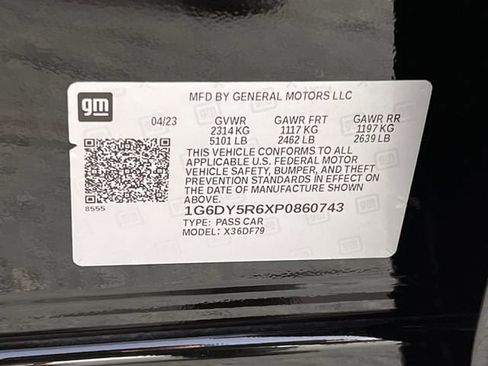 gm
MFD BY GENERAL MOTORS LLC
04/23 GVWR GAWR FRT GAWR RR
2314 KG 1117 KG 1197 KG
5101 LB 2462 LB 2639 LB
THIS VEHICLE CONFORMS TO ALL
APPLICABLE U.S. FEDERAL MOTOR
VEHICLE SAFETY, BUMPER, AND THEFT
PREVENTION STANDARDS IN EFFECT ON THE
DATE OF MANUFACTURE SHOWN
ABOVE.
8555
1G6DY5R6XP0860743
TYPE: PASS CAR
MODEL: X36DF79